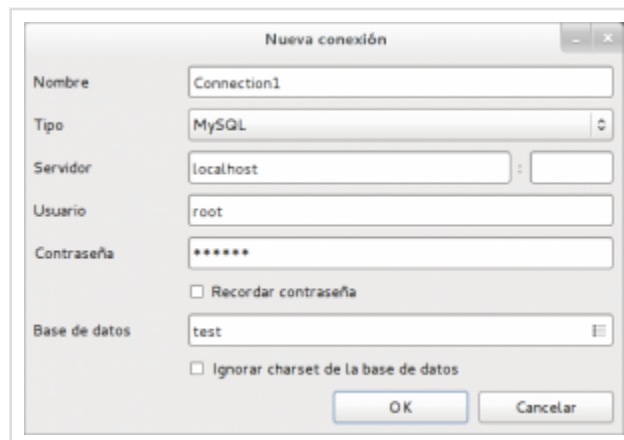 Nueva conexión
Nombre Connection1
Tipo MySQL
Servidor localhost :
Usuario root
Contraseña ••••••
Recordar contraseña
Base de datos test
Ignorar charset de la base de datos
OK Cancelar